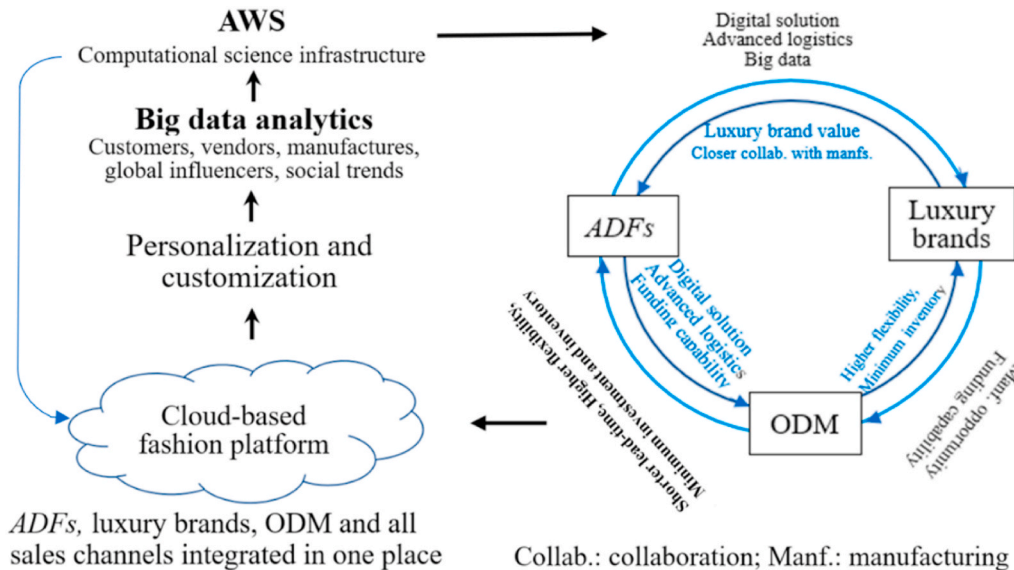 AWS
Computational science infrastructure
Big data analytics
Customers, vendors, manufactures,
global influencers, social trends
Personalization and
customization
Cloud-based
fashion platform
ADFs, luxury brands, ODM and all
sales channels integrated in one place
Digital solution
Advanced logistics
Big data
Luxury brand value
Closer collab. with manfs.
ADFs
Luxury
brands
Digital solution
Advanced logistics
Funding capability
Higher flexibility,
Minimum inventory
Shorter lead-time, Higher flexibility,
Minimum investment and inventory
ODM
Manf. opportunity
Funding capability
Collab.: collaboration; Manf.: manufacturing